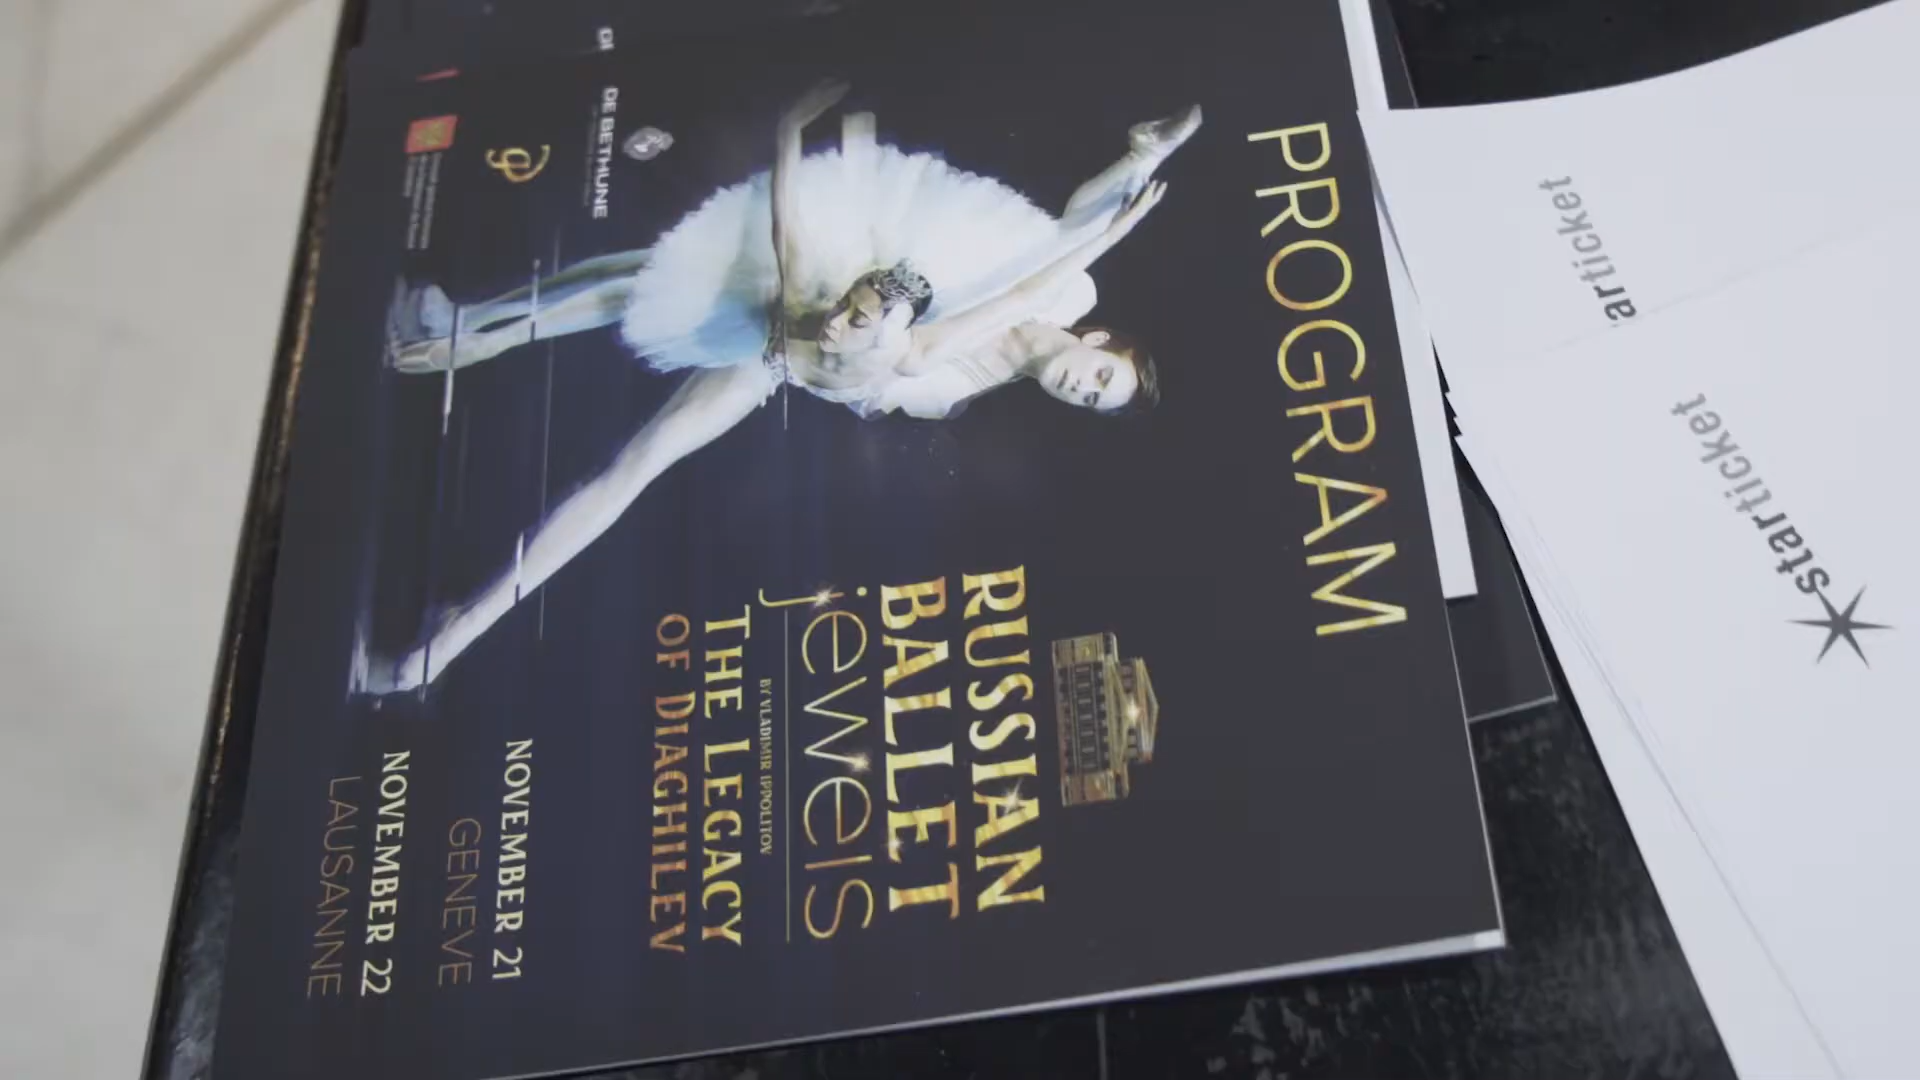 PROGRAM
RUSSIAN
BALLET
jewels
BY VLADIMIR IPPOLITOV
THE LEGACY
OF DIAGHILEV
NOVEMBER 21
GENEVE
NOVEMBER 22
LAUSANNE
DE BETHUNE
articket
starticket